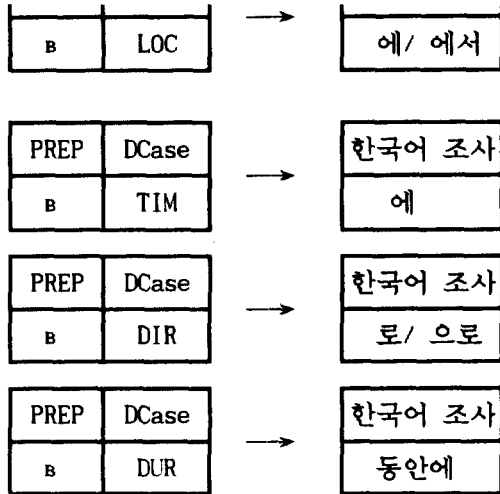 B LOC → 에/ 에서
PREP DCase 한국어 조사
B TIM → 에
PREP DCase 한국어 조사
B DIR → 로/ 으로
PREP DCase 한국어 조사
B DUR → 동안에